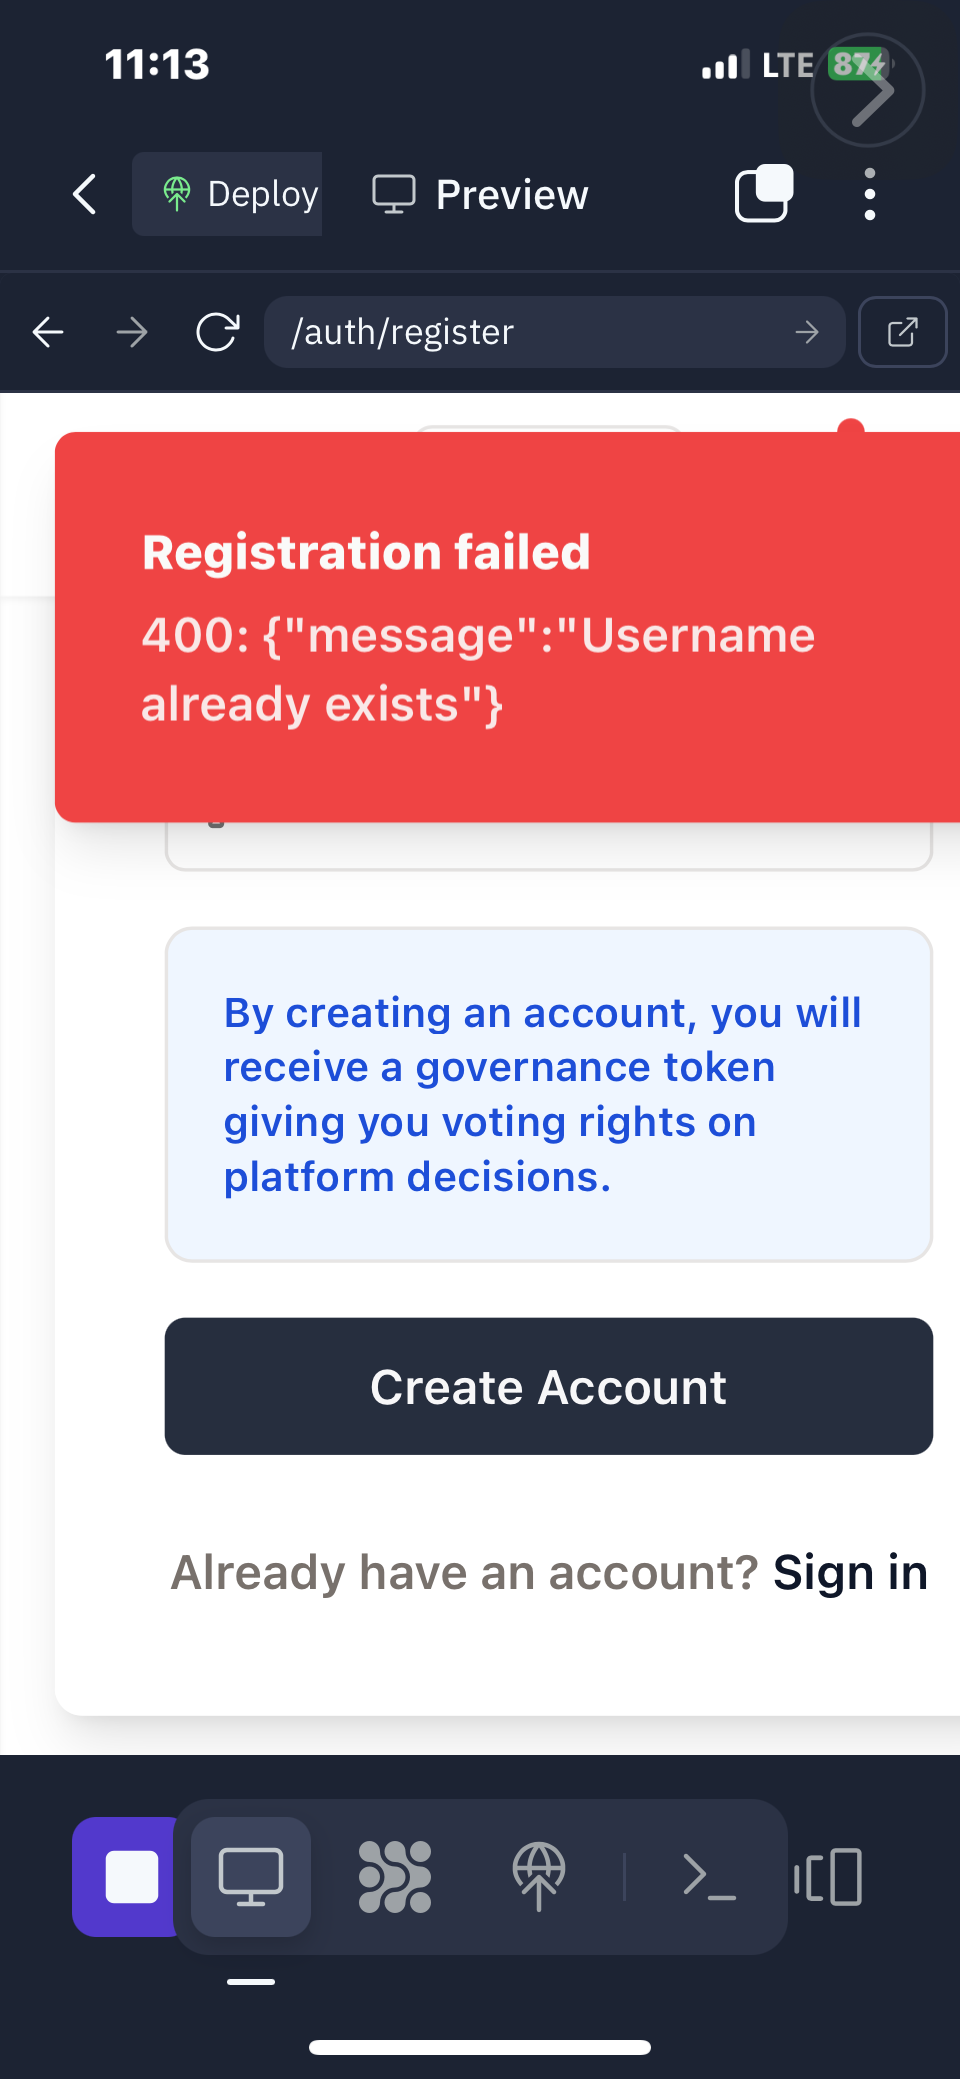 11:13
LTE 87
Deploy
Preview
/auth/register
Registration failed
400: {"message":"Username
already exists"}
By creating an account, you will
receive a governance token
giving you voting rights on
platform decisions.
Create Account
Already have an account? Sign in